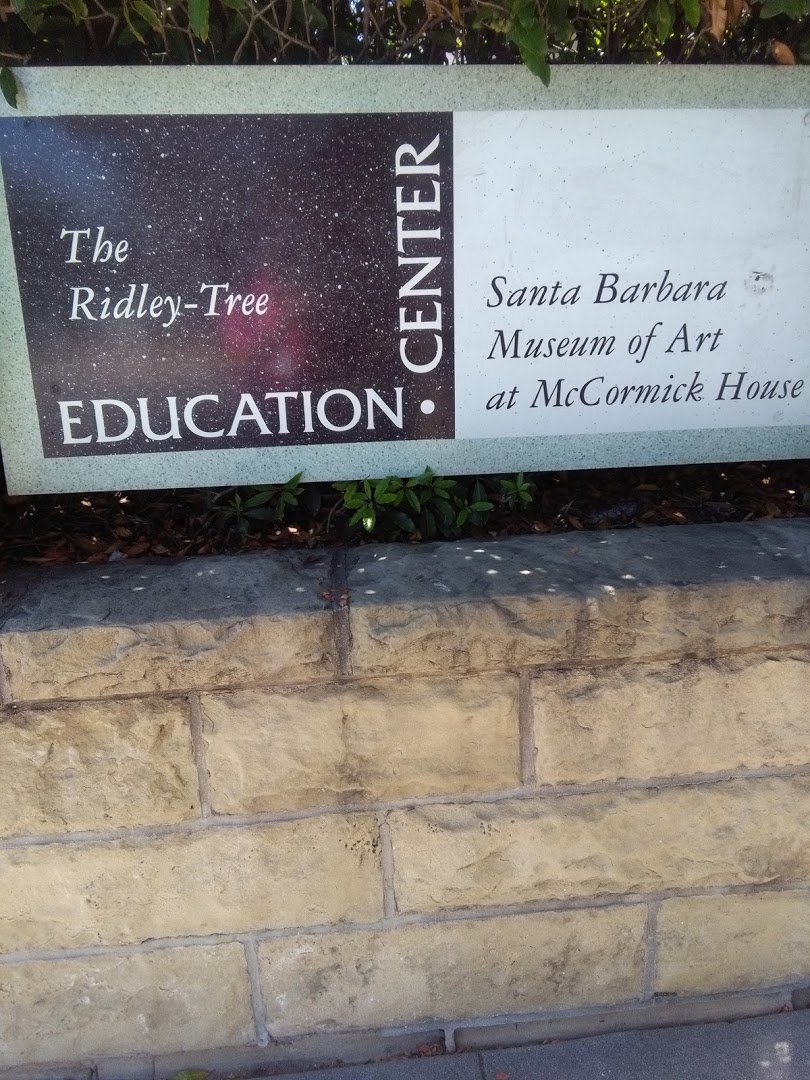 The
Ridley-Tree
EDUCATION • CENTER
Santa Barbara
Museum of Art
at McCormick House